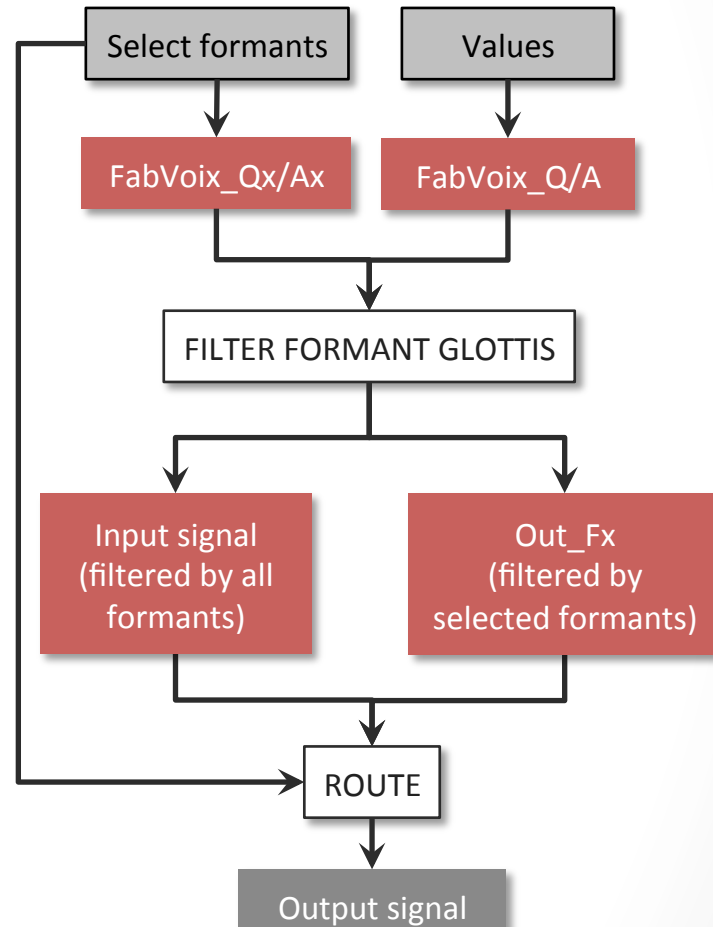 Select formants
Values
FabVoix_Qx/Ax
FabVoix_Q/A
FILTER FORMANT GLOTTIS
Input signal
(filtered by all
formants)
Out_Fx
(filtered by
selected formants)
ROUTE
Output signal